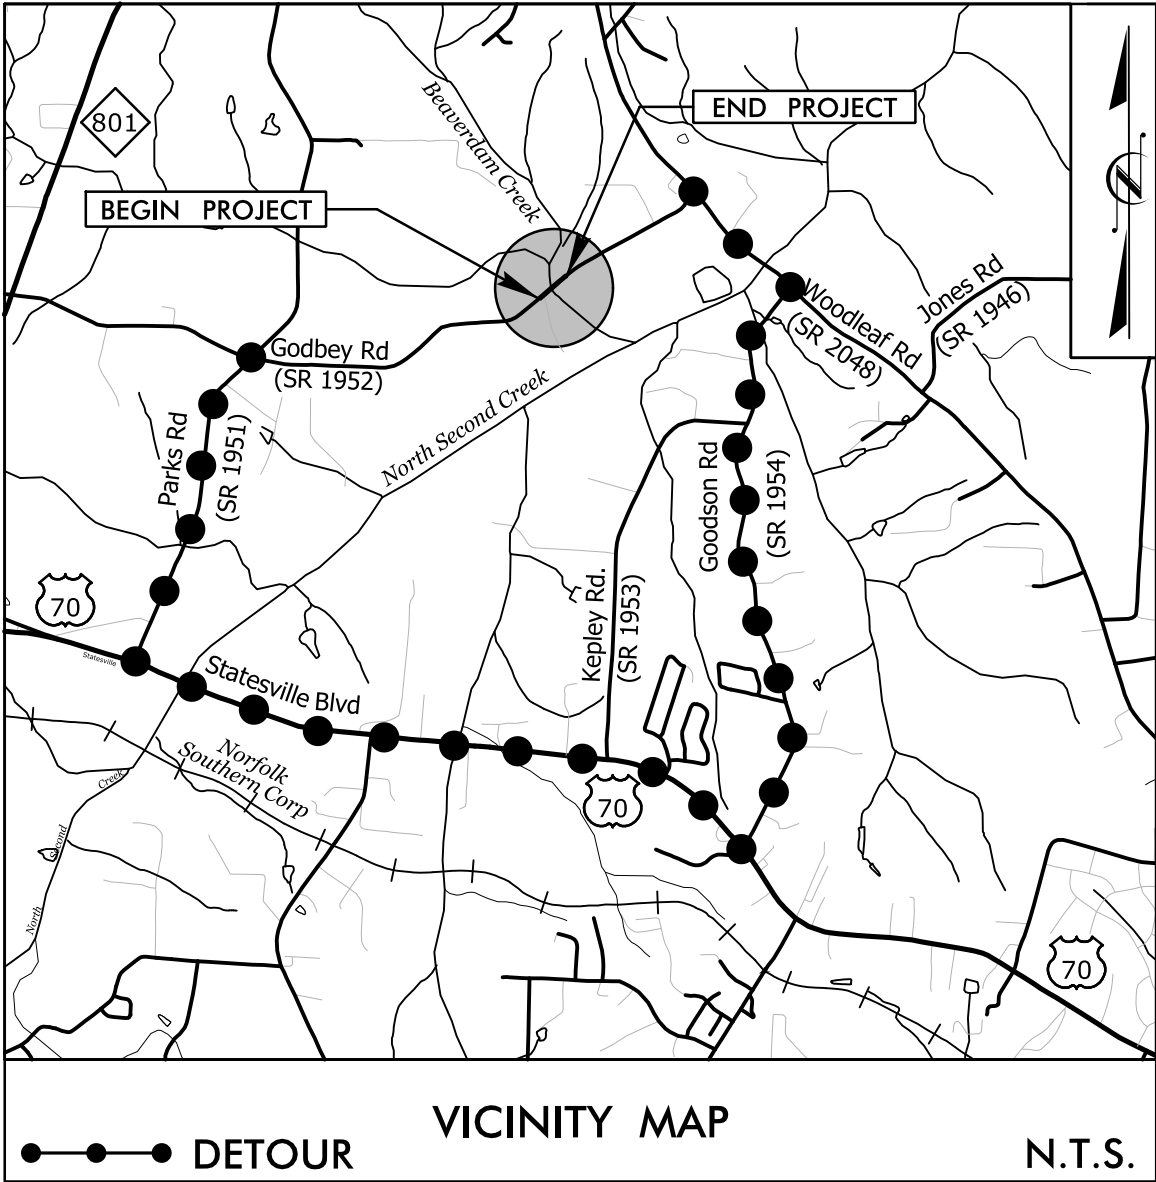 Beaverdam Creek
END PROJECT
801
BEGIN PROJECT
N
Jones Rd
(SR 1946)
Woodleaf Rd
(SR 2048)
Godbey Rd
(SR 1952)
North Second Creek
Parks Rd
(SR 1951)
Goodson Rd
(SR 1954)
Kepley Rd.
(SR 1953)
70
Statesville
Statesville Blvd
Norfolk
Southern Corp
70
Creek
Second
North
70
VICINITY MAP
DETOUR
N.T.S.